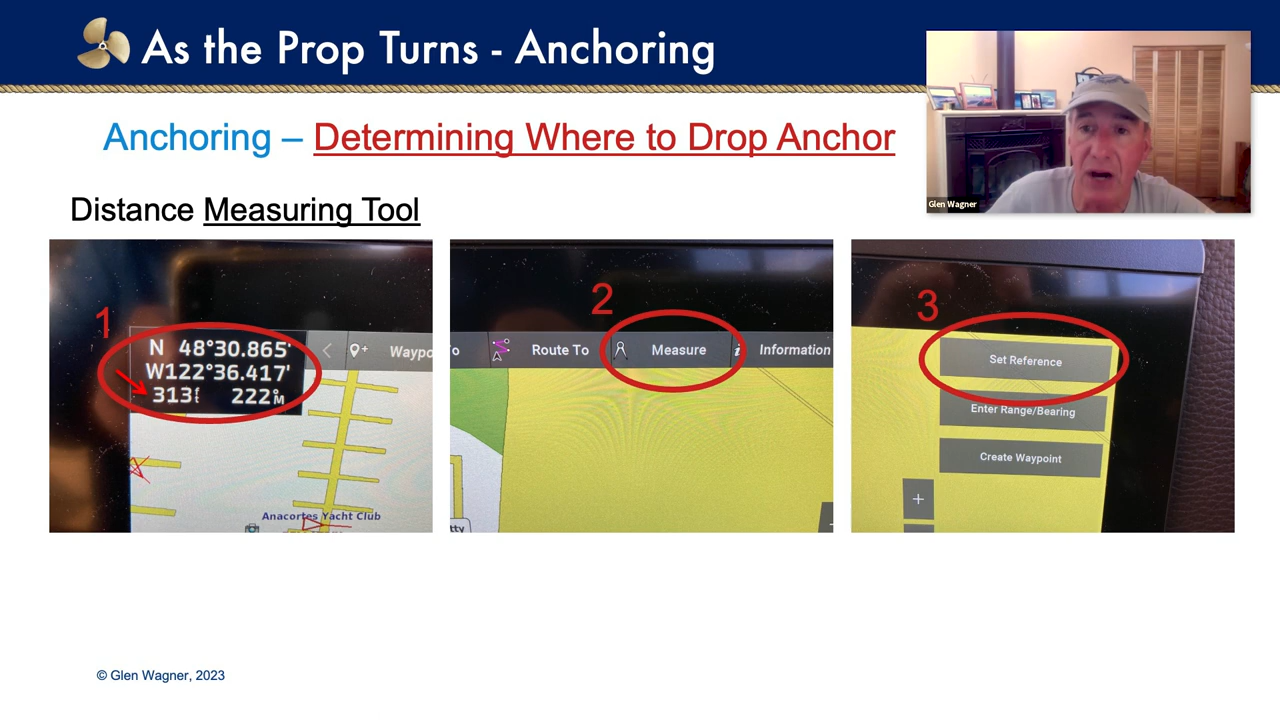 As the Prop Turns - Anchoring
Anchoring – Determining Where to Drop Anchor
Glen Wagner
Distance Measuring Tool
1
N 48°30.865'
W122°36.417'
313ft 222°M
Anacortes Yacht Club
2
Route To
Measure
Information
3
Set Reference
Enter Range/Bearing
Create Waypoint
+
© Glen Wagner, 2023